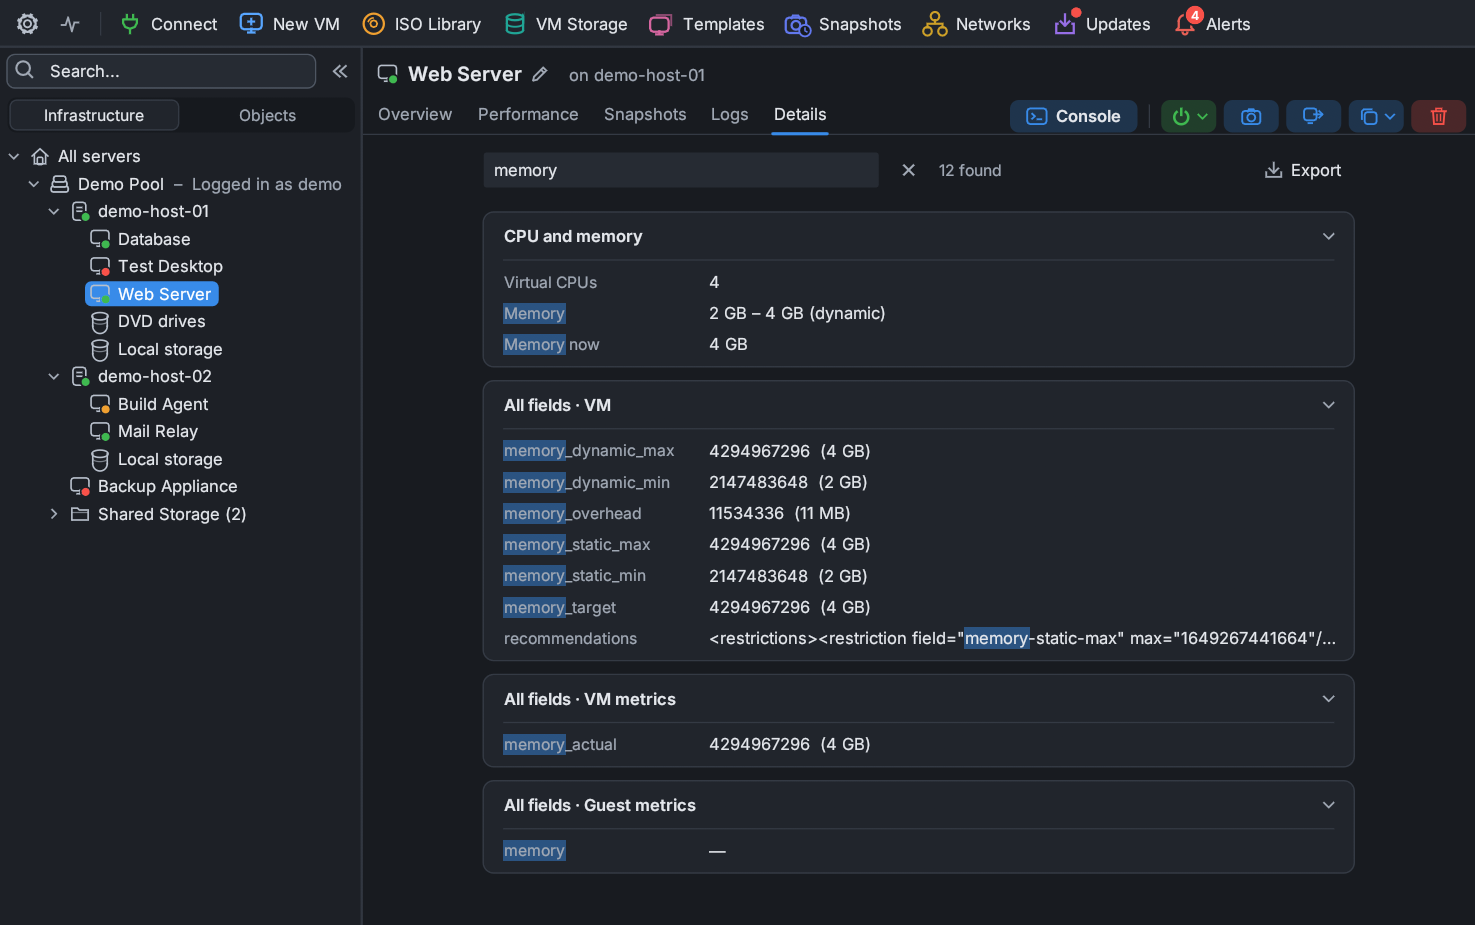 Connect
New VM
ISO Library
VM Storage
Templates
Snapshots
Networks
Updates
4
Alerts
Search...
Web Server
on demo-host-01
Infrastructure
Objects
Overview
Performance
Snapshots
Logs
Details
Console
All servers
Demo Pool – Logged in as demo
demo-host-01
Database
Test Desktop
Web Server
DVD drives
Local storage
demo-host-02
Build Agent
Mail Relay
Local storage
Backup Appliance
Shared Storage (2)
memory
12 found
Export
CPU and memory
Virtual CPUs 4
Memory 2 GB – 4 GB (dynamic)
Memory now 4 GB
All fields · VM
memory_dynamic_max 4294967296 (4 GB)
memory_dynamic_min 2147483648 (2 GB)
memory_overhead 11534336 (11 MB)
memory_static_max 4294967296 (4 GB)
memory_static_min 2147483648 (2 GB)
memory_target 4294967296 (4 GB)
recommendations <restrictions><restriction field="memory-static-max" max="1649267441664"/...
All fields · VM metrics
memory_actual 4294967296 (4 GB)
All fields · Guest metrics
memory —